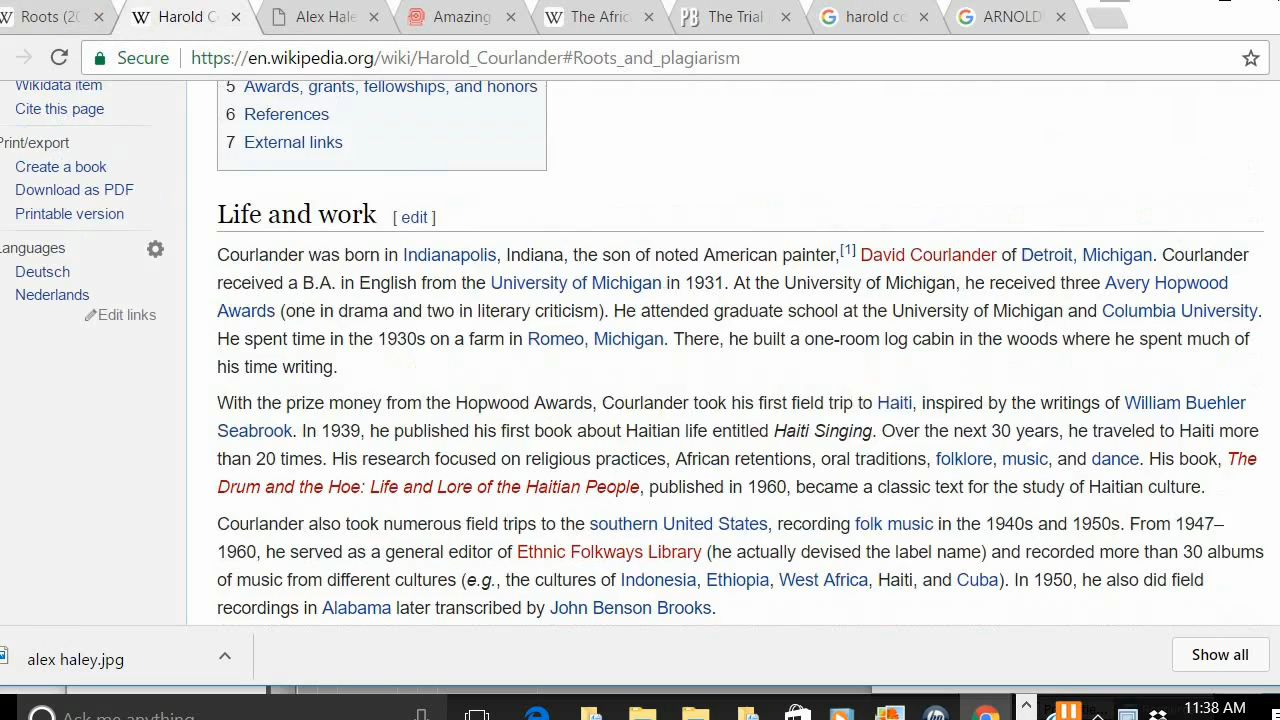 Roots (20
Harold C
Alex Hale
Amazing
The Afric
The Trial
harold co
ARNOLD
Secure
https://en.wikipedia.org/wiki/Harold_Courlander#Roots_and_plagiarism
Wikidata item
Cite this page
Print/export
Create a book
Download as PDF
Printable version
Languages
Deutsch
Nederlands
Edit links
5 Awards, grants, fellowships, and honors
6 References
7 External links
Life and work [ edit ]
Courlander was born in Indianapolis, Indiana, the son of noted American painter,[1] David Courlander of Detroit, Michigan. Courlander
received a B.A. in English from the University of Michigan in 1931. At the University of Michigan, he received three Avery Hopwood
Awards (one in drama and two in literary criticism). He attended graduate school at the University of Michigan and Columbia University.
He spent time in the 1930s on a farm in Romeo, Michigan. There, he built a one-room log cabin in the woods where he spent much of
his time writing.
With the prize money from the Hopwood Awards, Courlander took his first field trip to Haiti, inspired by the writings of William Buehler
Seabrook. In 1939, he published his first book about Haitian life entitled Haiti Singing. Over the next 30 years, he traveled to Haiti more
than 20 times. His research focused on religious practices, African retentions, oral traditions, folklore, music, and dance. His book, The
Drum and the Hoe: Life and Lore of the Haitian People, published in 1960, became a classic text for the study of Haitian culture.
Courlander also took numerous field trips to the southern United States, recording folk music in the 1940s and 1950s. From 1947–
1960, he served as a general editor of Ethnic Folkways Library (he actually devised the label name) and recorded more than 30 albums
of music from different cultures (e.g., the cultures of Indonesia, Ethiopia, West Africa, Haiti, and Cuba). In 1950, he also did field
recordings in Alabama later transcribed by John Benson Brooks.
alex haley.jpg
Show all
Ask me anything
11:38 AM